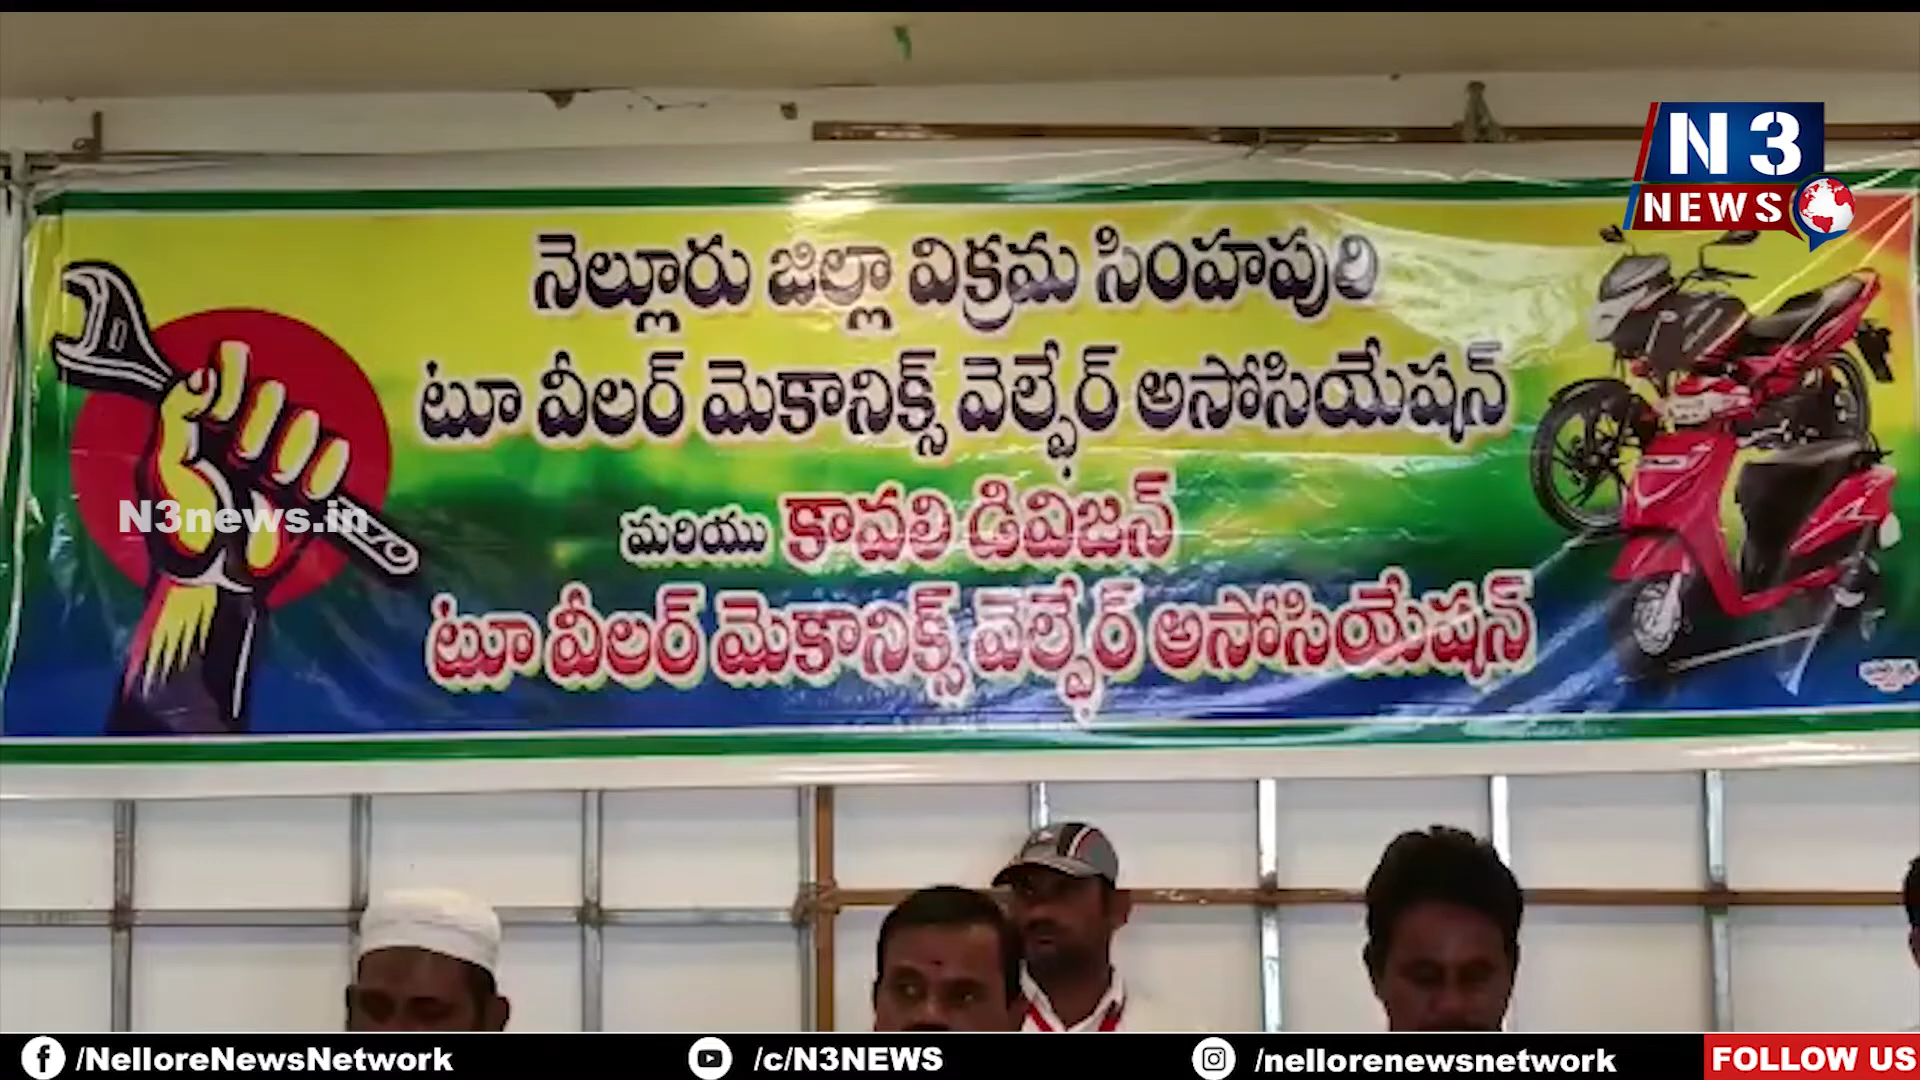 N 3
NEWS
నెల్లూరు జిల్లా విక్రమ సింహపురి
టూ వీలర్ మెకానిక్స్ వెల్ఫేర్ అసోసియేషన్
మరియు కావలి డివిజన్
టూ వీలర్ మెకానిక్స్ వెల్ఫేర్ అసోసియేషన్
N3news.in
/NelloreNewsNetwork
/c/N3NEWS
/nellorenewsnetwork
FOLLOW US